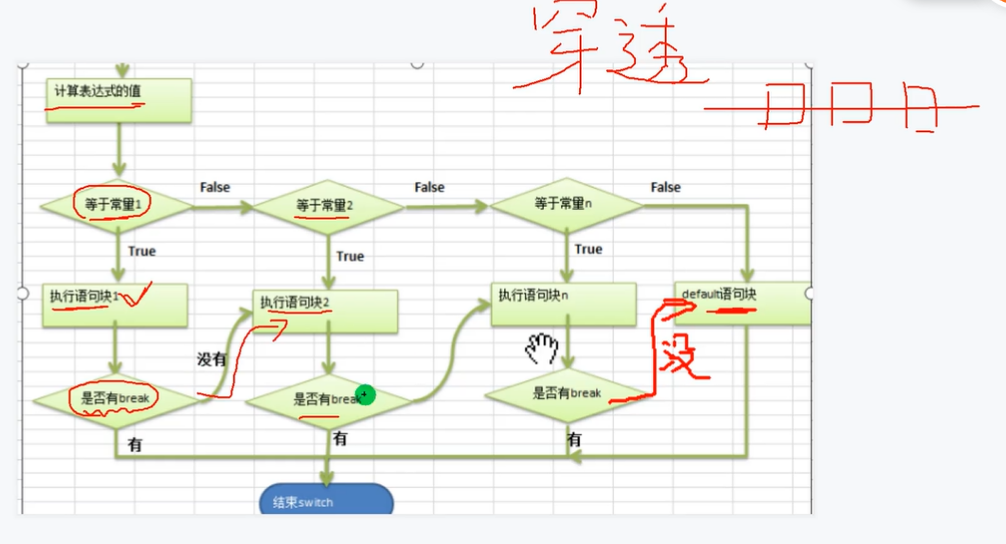 穿透
计算表达式的值
False
False
False
等于常量1
等于常量2
等于常量n
True
True
True
执行语句块1
执行语句块2
执行语句块n
default语句块
没有
没
是否有break
是否有break
是否有break
有
有
有
结束switch